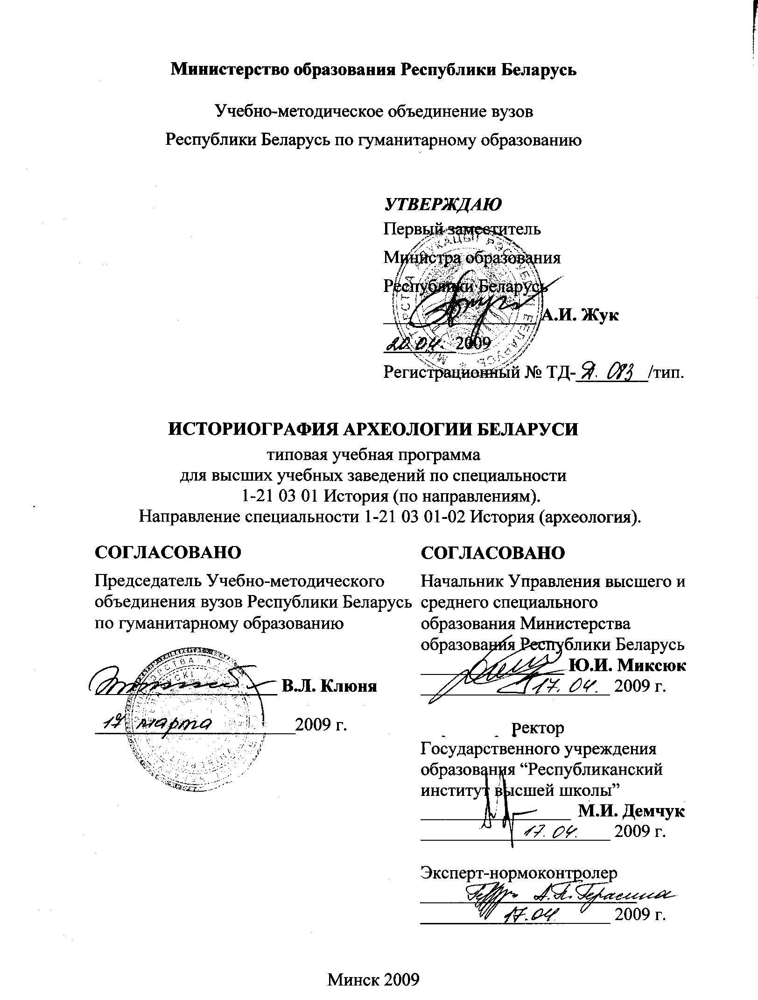 Министерство образования Республики Беларусь
Учебно-методическое объединение вузов
Республики Беларусь по гуманитарному образованию
УТВЕРЖДАЮ
Первый заместитель
Министра образования
Республики Беларусь
А.И. Жук
20.04. 2009
Регистрационный № ТД-Д. 083/тип.
ИСТОРИОГРАФИЯ АРХЕОЛОГИИ БЕЛАРУСИ
типовая учебная программа
для высших учебных заведений по специальности
1-21 03 01 История (по направлениям).
Направление специальности 1-21 03 01-02 История (археология).
СОГЛАСОВАНО
Председатель Учебно-методического
объединения вузов Республики Беларусь
по гуманитарному образованию
В.Л. Клюня
17 марта 2009 г.
СОГЛАСОВАНО
Начальник Управления высшего и
среднего специального
образования Министерства
образования Республики Беларусь
Ю.И. Миксюк
17. 04. 2009 г.
Ректор
Государственного учреждения
образования “Республиканский
институт высшей школы”
М.И. Демчук
17. 04. 2009 г.
Эксперт-нормоконтролер
А.П. Герасина
17.04 2009 г.
Минск 2009